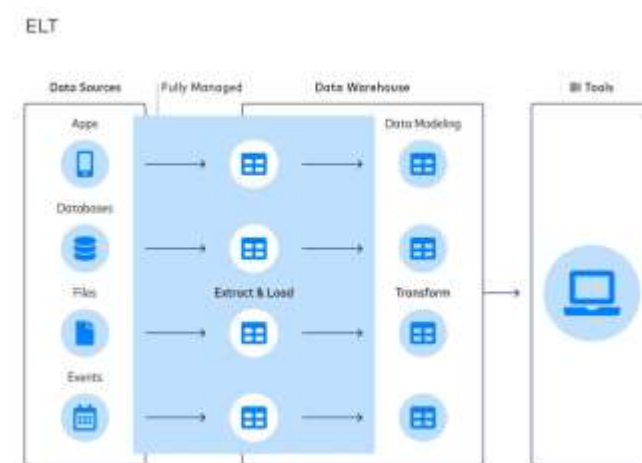 ELT
Data Sources
Fully Managed
Data Warehouse
BI Tools
Apps
Data Modeling
Databases
Extract & Load
Transform
Files
Events